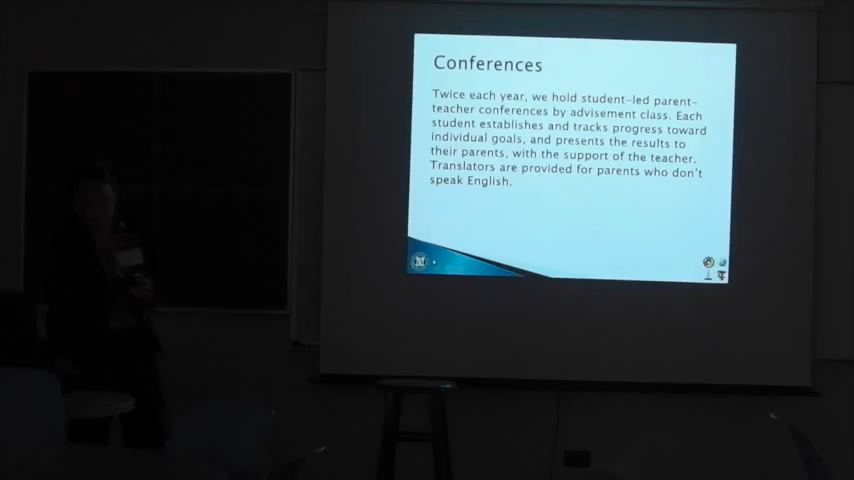 Conferences
Twice each year, we hold student-led parent-
teacher conferences by advisement class. Each
student establishes and tracks progress toward
individual goals, and presents the results to
their parents, with the support of the teacher.
Translators are provided for parents who don't
speak English.